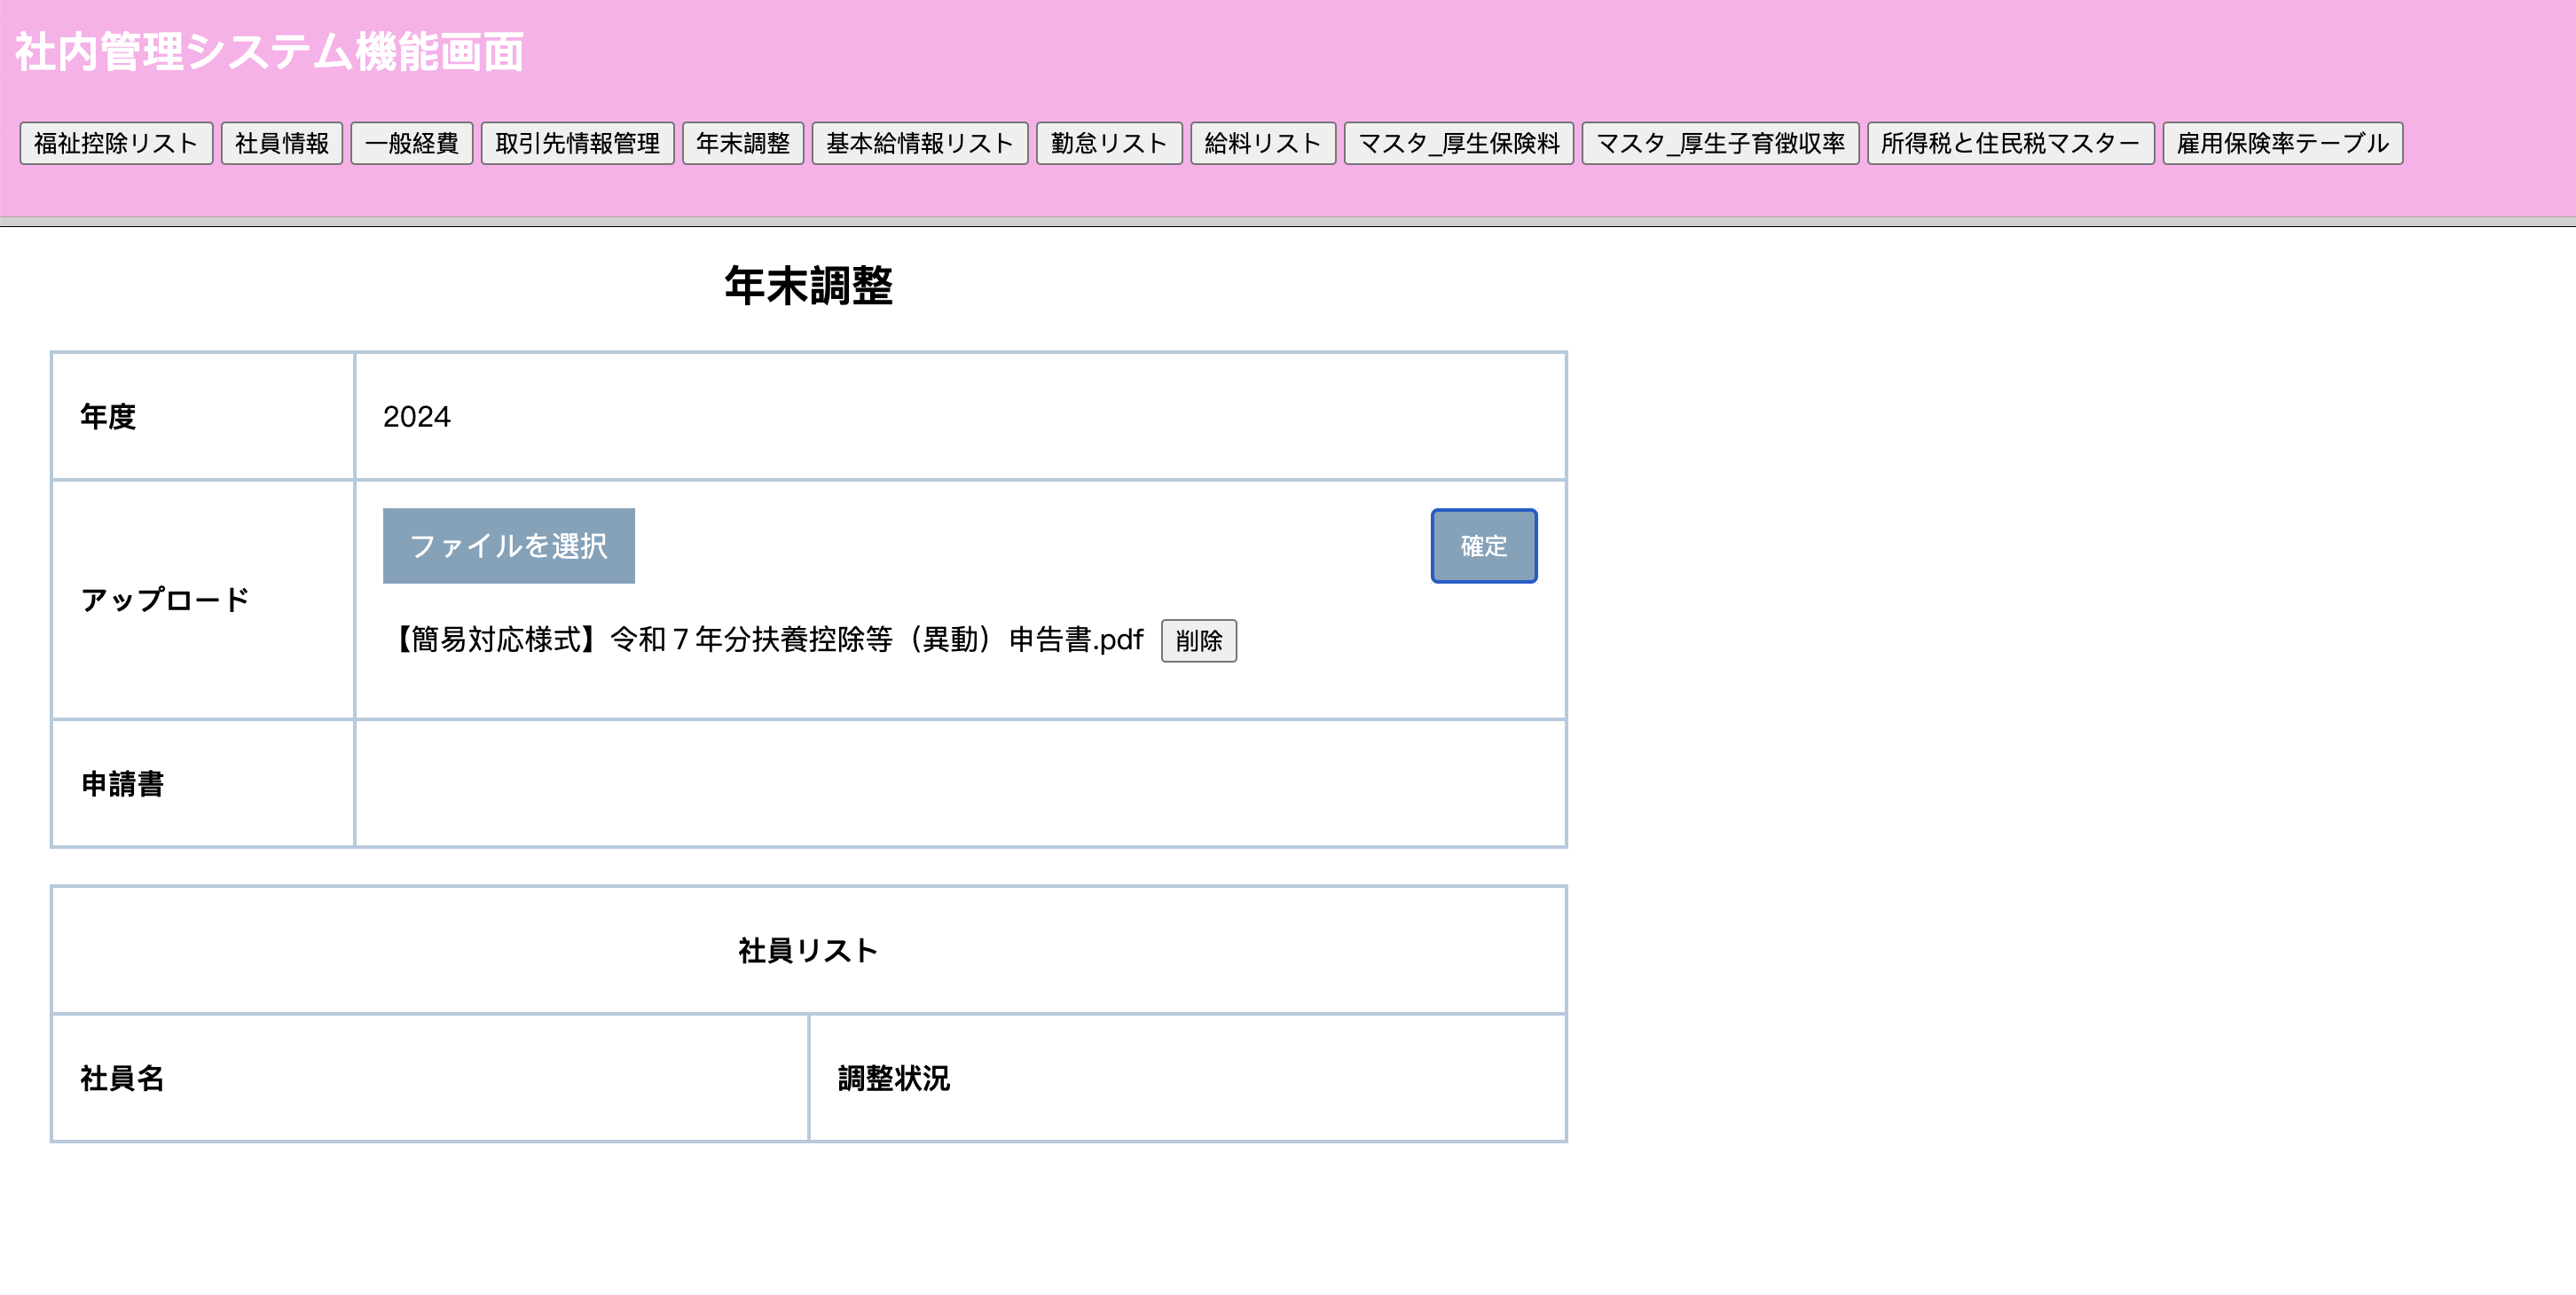 社内管理システム機能画面
福祉控除リスト 社員情報 一般経費 取引先情報管理 年末調整 基本給情報リスト 勤怠リスト 給料リスト マスタ_厚生保険料 マスタ_厚生子育徴収率 所得税と住民税マスター 雇用保険率テーブル
年末調整
年度 2024
アップロード
ファイルを選択 確定
【簡易対応様式】令和７年分扶養控除等（異動）申告書.pdf 削除
申請書
社員リスト
社員名 調整状況